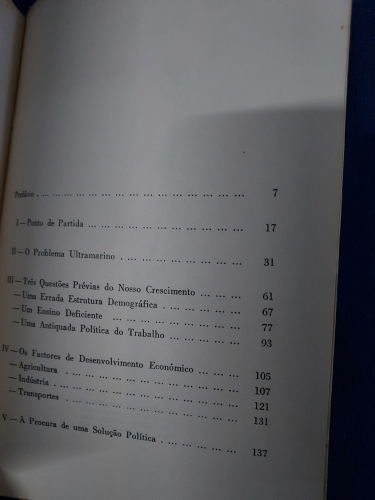 Prefácio . ... ... ... ... ... ... ... ... ... ... ... ... ... ... ... 7
I—Ponto de Partida ... ... ... ... ... ... ... ... ... ... ... ... 17
II—O Problema Ultramarino . ... ... ... ... ... ... ... ... ... 31
III—Três Questões Prévias do Nosso Crescimento ... ... ... 61
—Uma Errada Estrutura Demográfica . ... ... ... ... ... ... 67
—Um Ensino Deficiente ... ... ... ... ... ... ... ... ... ... 77
—Uma Antiquada Política do Trabalho ... ... ... ... ... ... 93
IV—Os Factores de Desenvolvimento Económico ... ... ... ... 105
—Agricultura . ... ... ... ... ... ... ... ... ... ... ... ... ... 107
—Indústria . ... ... ... ... ... ... ... ... ... ... ... ... ... ... 121
—Transportes ... ... ... ... ... ... ... ... ... ... ... ... ... 131
V—À Procura de uma Solução Política . ... ... ... ... ... ... 137